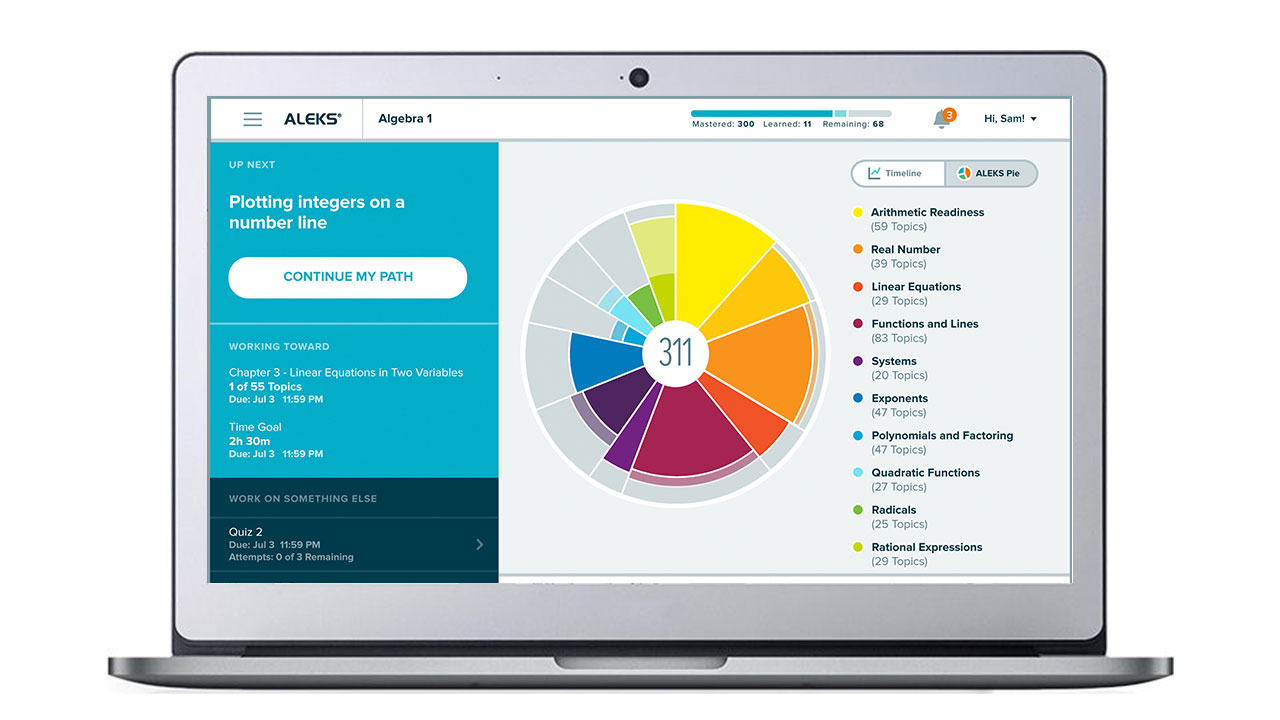 ALEKS®
Algebra 1
Mastered: 300 Learned: 11 Remaining: 68
3
Hi, Sam!
UP NEXT
Plotting integers on a
number line
CONTINUE MY PATH
WORKING TOWARD
Chapter 3 - Linear Equations in Two Variables
1 of 55 Topics
Due: Jul 3 11:59 PM
Time Goal
2h 30m
Due: Jul 3 11:59 PM
WORK ON SOMETHING ELSE
Quiz 2
Due: Jul 3 11:59 PM
Attempts: 0 of 3 Remaining
311
Timeline
ALEKS Pie
Arithmetic Readiness
(59 Topics)
Real Number
(39 Topics)
Linear Equations
(29 Topics)
Functions and Lines
(83 Topics)
Systems
(20 Topics)
Exponents
(47 Topics)
Polynomials and Factoring
(47 Topics)
Quadratic Functions
(27 Topics)
Radicals
(25 Topics)
Rational Expressions
(29 Topics)